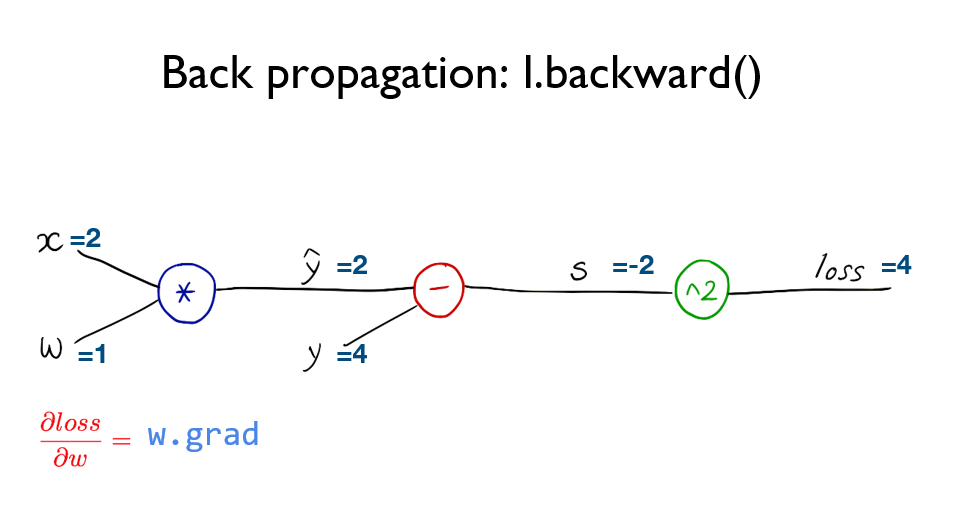 Back propagation: l.backward()
x =2
ŷ =2
s =-2
loss =4
*
−
^2
w =1
y =4
∂loss/∂w = w.grad